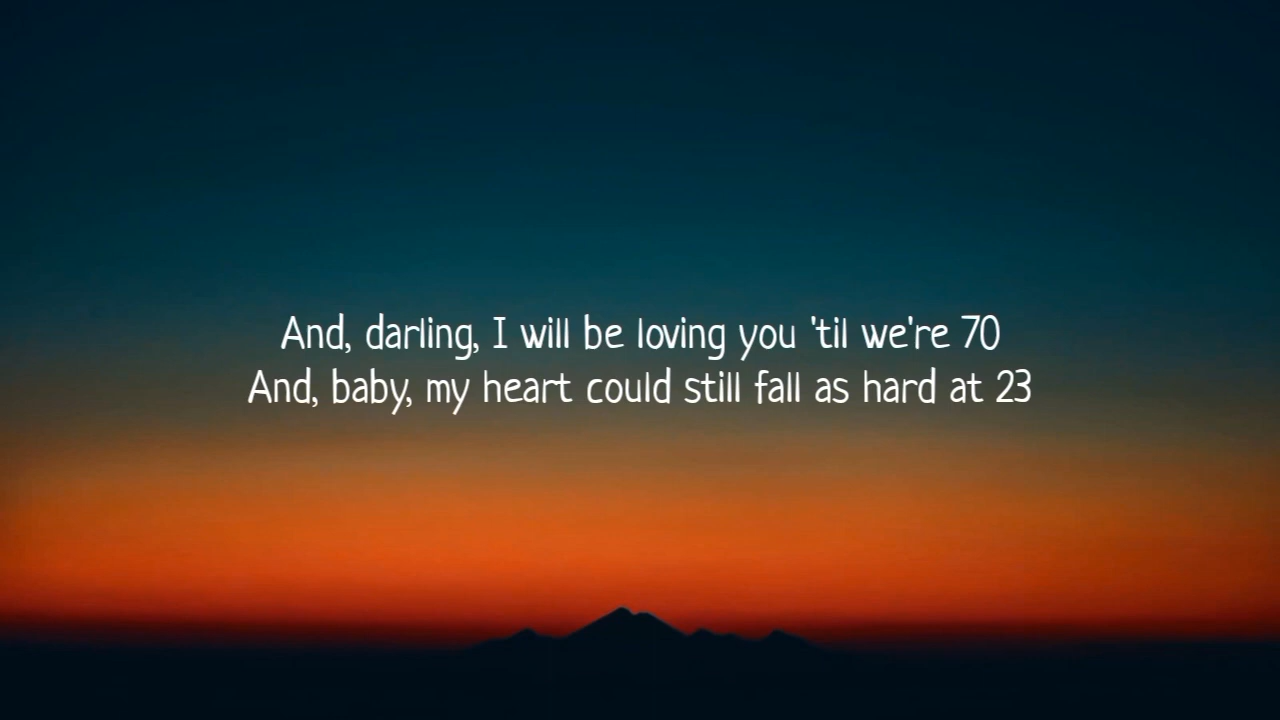 And, darling, I will be loving you 'til we're 70
And, baby, my heart could still fall as hard at 23